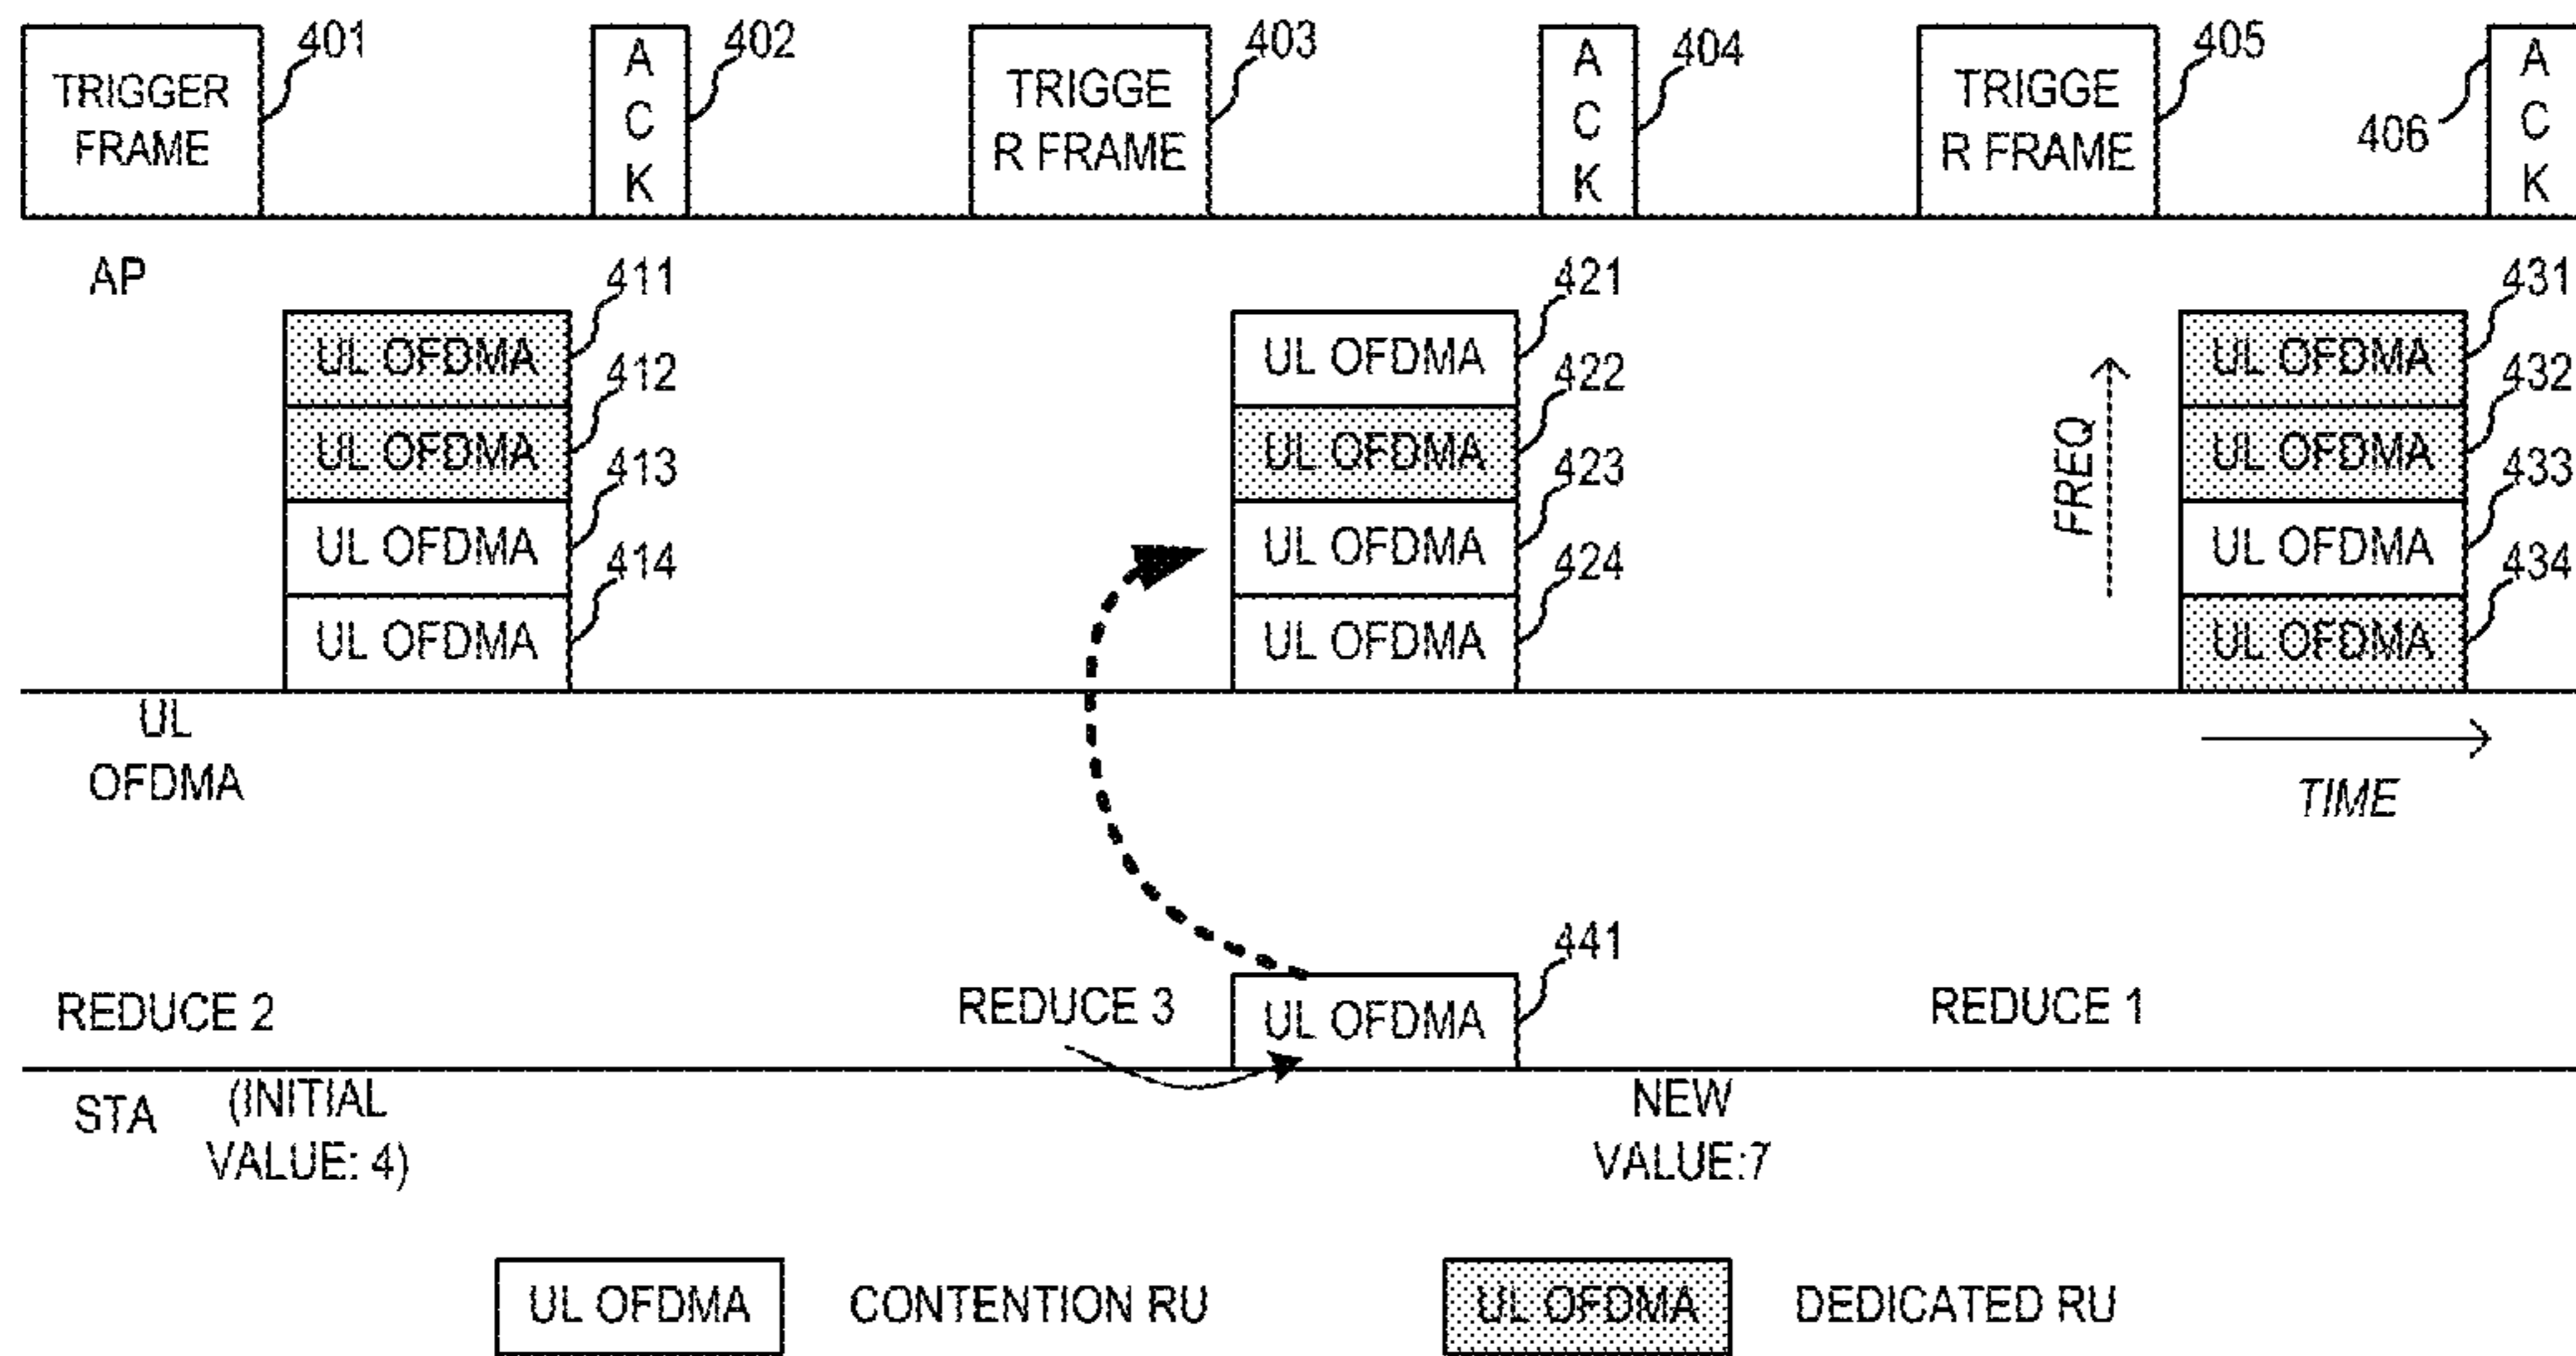 TRIGGER
FRAME
401
A
C
K
402
TRIGGE
R FRAME
403
A
C
K
404
TRIGGE
R FRAME
405
406
A
C
K
AP
UL OFDMA
411
UL OFDMA
412
UL OFDMA
413
UL OFDMA
414
UL OFDMA
421
UL OFDMA
422
UL OFDMA
423
UL OFDMA
424
FREQ
UL OFDMA
431
UL OFDMA
432
UL OFDMA
433
UL OFDMA
434
UL
OFDMA
TIME
REDUCE 2
REDUCE 3
UL OFDMA
441
REDUCE 1
STA
(INITIAL
VALUE: 4)
NEW
VALUE:7
UL OFDMA
CONTENTION RU
UL OFDMA
DEDICATED RU